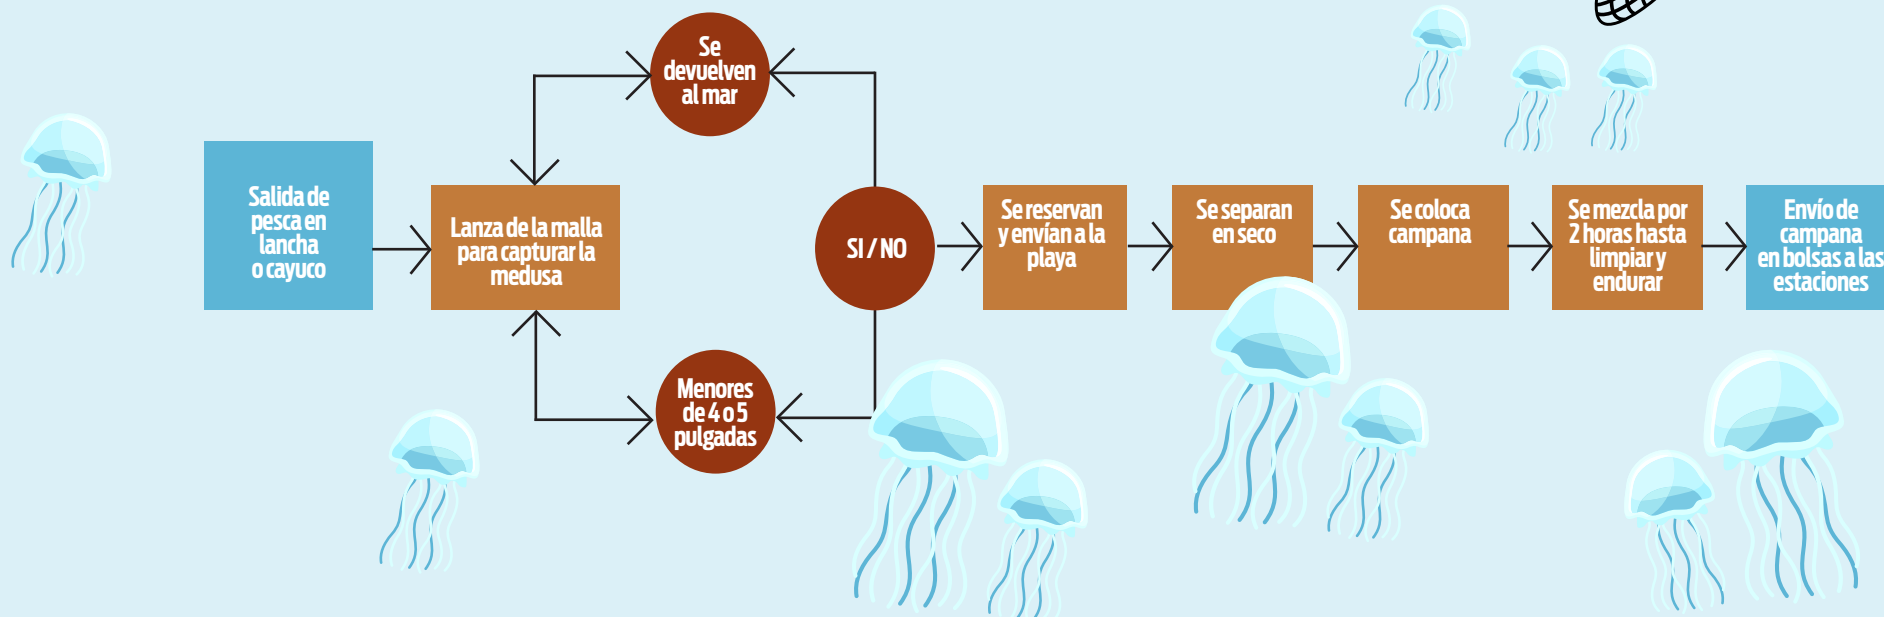 Salida de
pesca en
lancha
o cayuco
Lanza de la malla
para capturar la
medusa
Se
devuelven
al mar
Menores
de 4 o 5
pulgadas
SI / NO
Se reservan
y envían a la
playa
Se separan
en seco
Se coloca
campana
Se mezcla por
2 horas hasta
limpiar y
endurar
Envío de
campana
en bolsas a las
estaciones